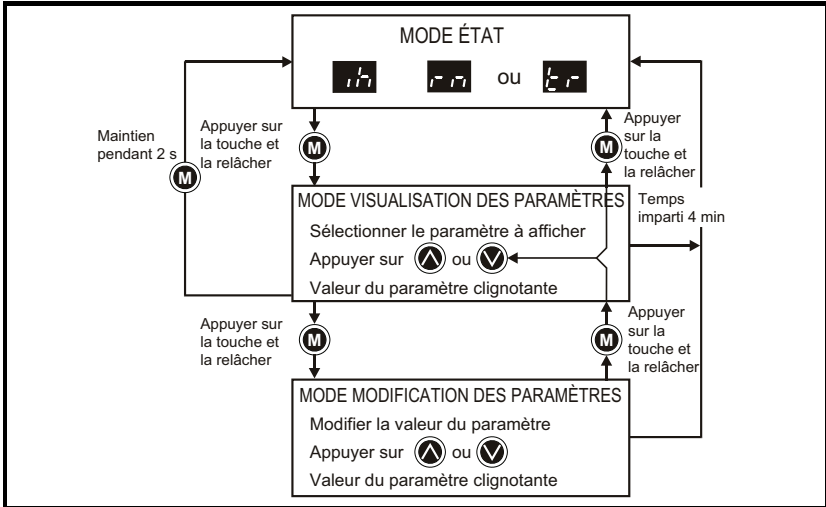 MODE ÉTAT
ih rn ou tr
Maintien
pendant 2 s
M
Appuyer sur
la touche et
la relâcher
M
Appuyer
sur la
touche et
la relâcher
M
MODE VISUALISATION DES PARAMÈTRES
Sélectionner le paramètre à afficher
Appuyer sur ou
Valeur du paramètre clignotante
Temps
imparti 4 min
Appuyer sur
la touche et
la relâcher
M
Appuyer
sur la
touche et
la relâcher
M
MODE MODIFICATION DES PARAMÈTRES
Modifier la valeur du paramètre
Appuyer sur ou
Valeur du paramètre clignotante